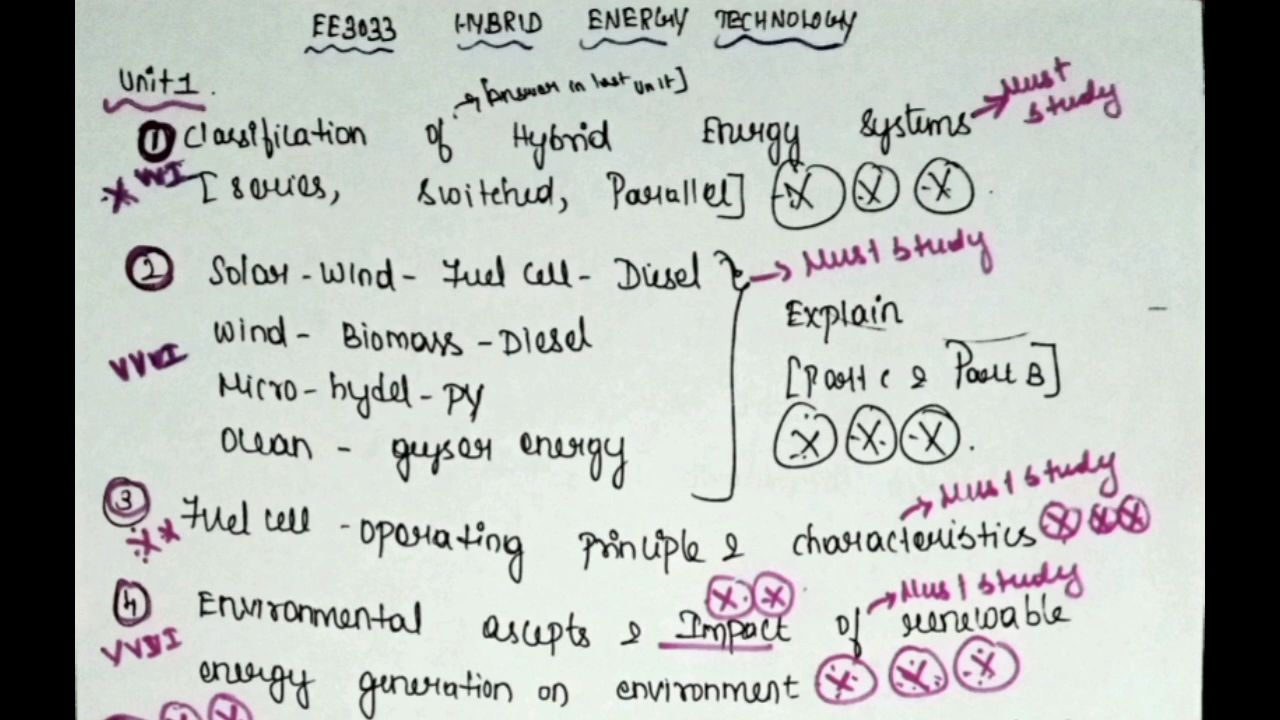 EE3033 HYBRID ENERGY TECHNOLOGY
Unit 1.
→ [Answer in last unit]
① Classification of Hybrid Energy Systems → Must study
* VVI [series, switched, Parallel]
② Solar - Wind - Fuel cell - Diesel → Must study
Wind - Biomass - Diesel
VVVI
Micro - hydel - PV
Ocean - geyser energy
Explain
[Part C & Part B]
③ Fuel cell - operating principle & characteristics → Must study
④ Environmental ascepts & Impact of renewable → Must study
VVVI
energy generation on environment